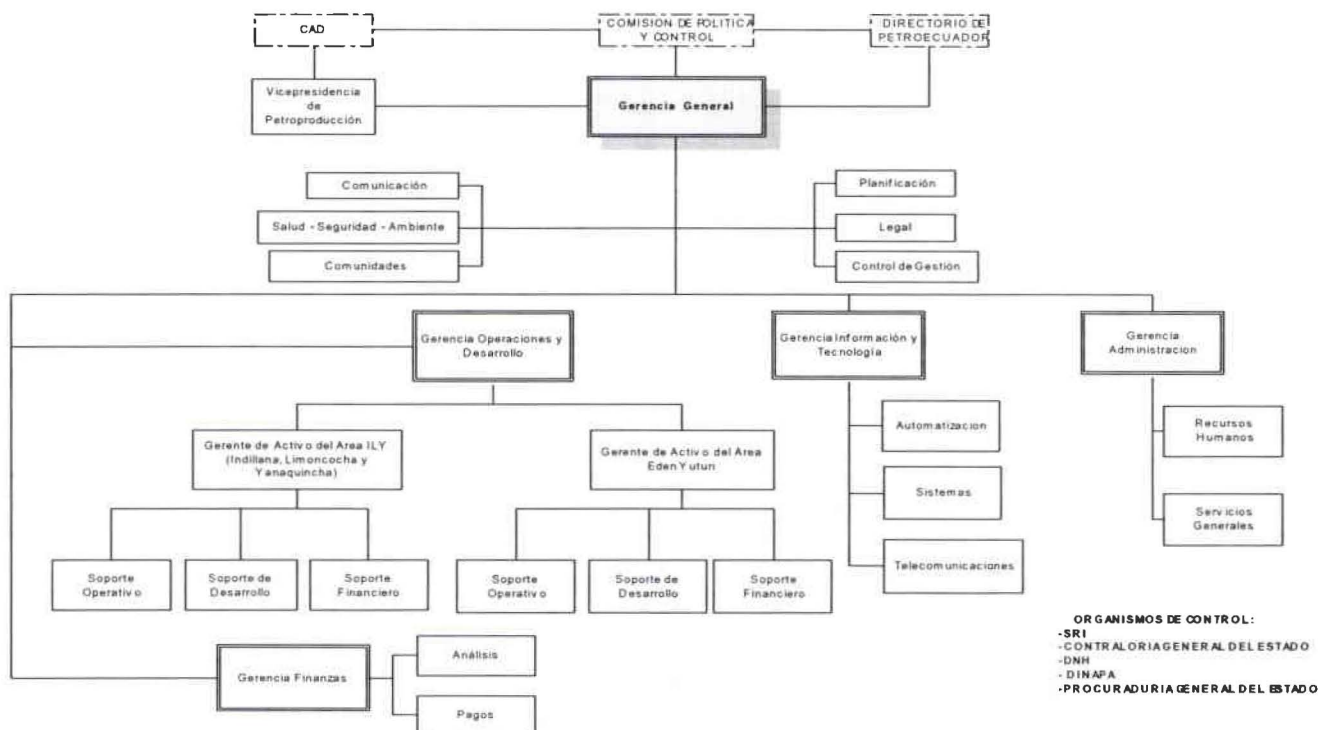 CAD
COMISION DE POLITICA
Y CONTROL
DIRECTORIO DE
PETROECUADOR
Vicepresidencia
de
Petroproducción
Gerencia General
Comunicación
Salud - Seguridad - Ambiente
Comunidades
Planificación
Legal
Control de Gestión
Gerencia Operaciones y
Desarrollo
Gerencia Información y
Tecnología
Gerencia
Administracion
Gerente de Activo del Area ILY
(Indillana, Limoncocha y
Yanaquincha)
Gerente de Activo del Area
Eden Yuturi
Automatizacion
Sistemas
Telecomunicaciones
Recursos
Humanos
Servicios
Generales
Soporte
Operativo
Soporte de
Desarrollo
Soporte
Financiero
Soporte
Operativo
Soporte de
Desarrollo
Soporte
Financiero
Gerencia Finanzas
Análisis
Pagos
ORGANISMOS DE CONTROL:
-SRI
-CONTRALORIA GENERAL DEL ESTADO
-DNH
- DINAPA
-PROCURADURIA GENERAL DEL ESTADO